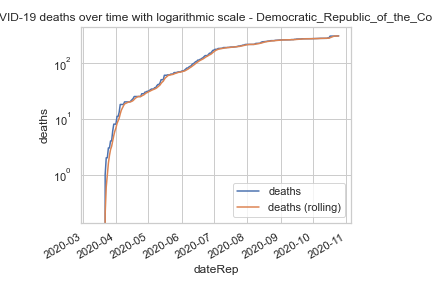 VID-19 deaths over time with logarithmic scale - Democratic_Republic_of_the_Co
10²
10¹
10⁰
deaths
deaths
deaths (rolling)
2020-03
2020-04
2020-05
2020-06
2020-07
2020-08
2020-09
2020-10
2020-11
dateRep